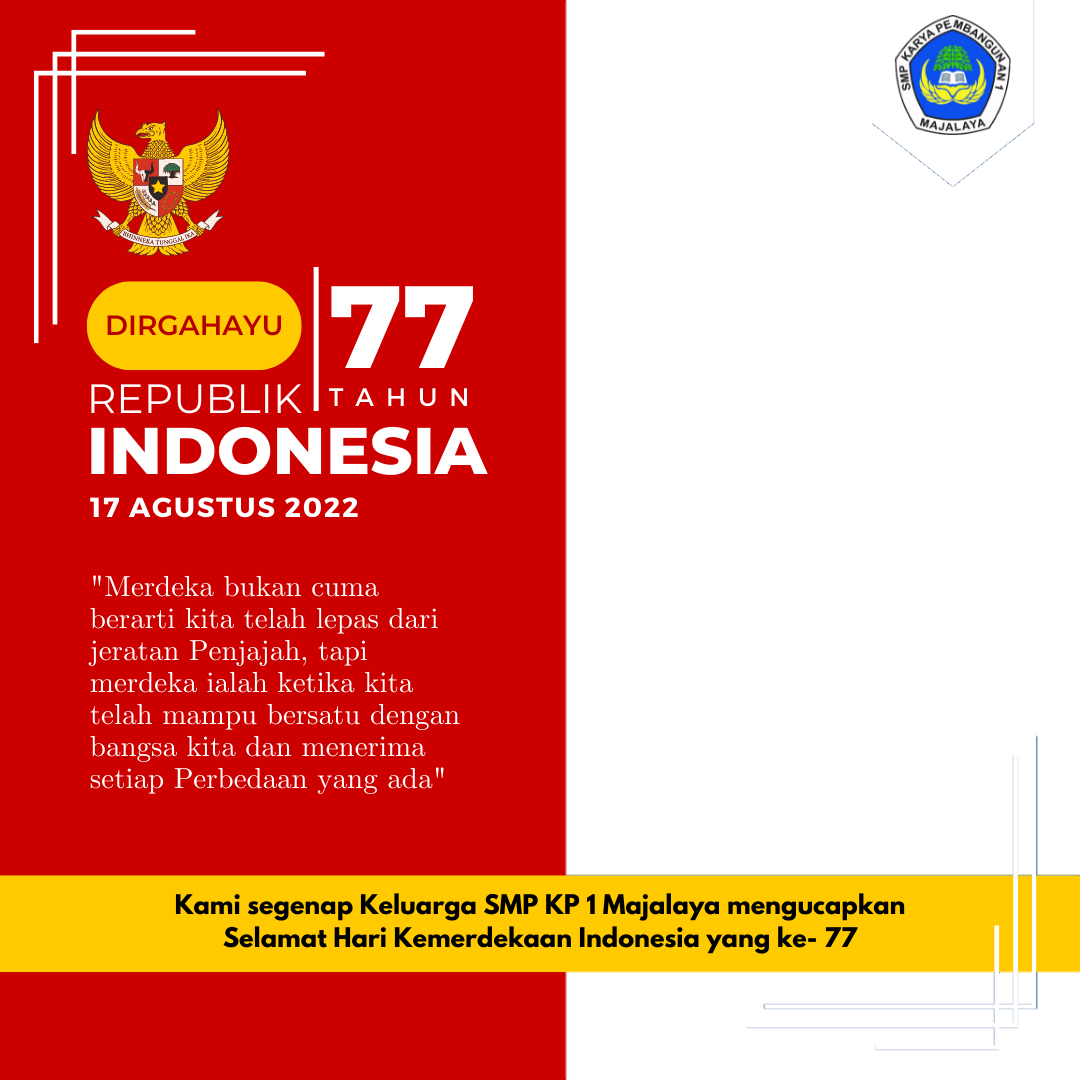 SMP KARYA PEMBANGUNAN 1
MAJALAYA
BHINNEKA TUNGGAL IKA
DIRGAHAYU
77
TAHUN
REPUBLIK
INDONESIA
17 AGUSTUS 2022
"Merdeka bukan cuma
berarti kita telah lepas dari
jeratan Penjajah, tapi
merdeka ialah ketika kita
telah mampu bersatu dengan
bangsa kita dan menerima
setiap Perbedaan yang ada"
Kami segenap Keluarga SMP KP 1 Majalaya mengucapkan
Selamat Hari Kemerdekaan Indonesia yang ke- 77